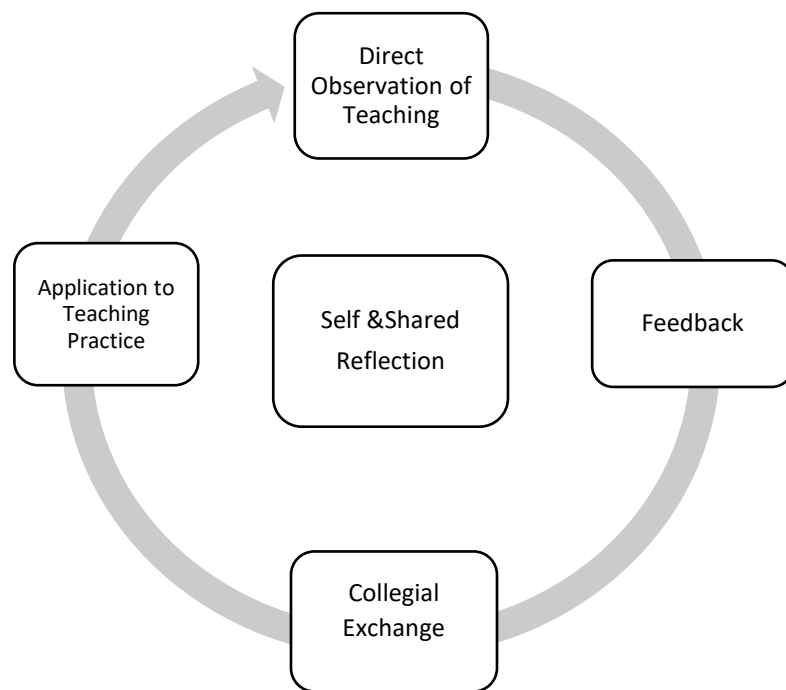 Direct
Observation of
Teaching
Application to
Teaching
Practice
Self &Shared
Reflection
Feedback
Collegial
Exchange